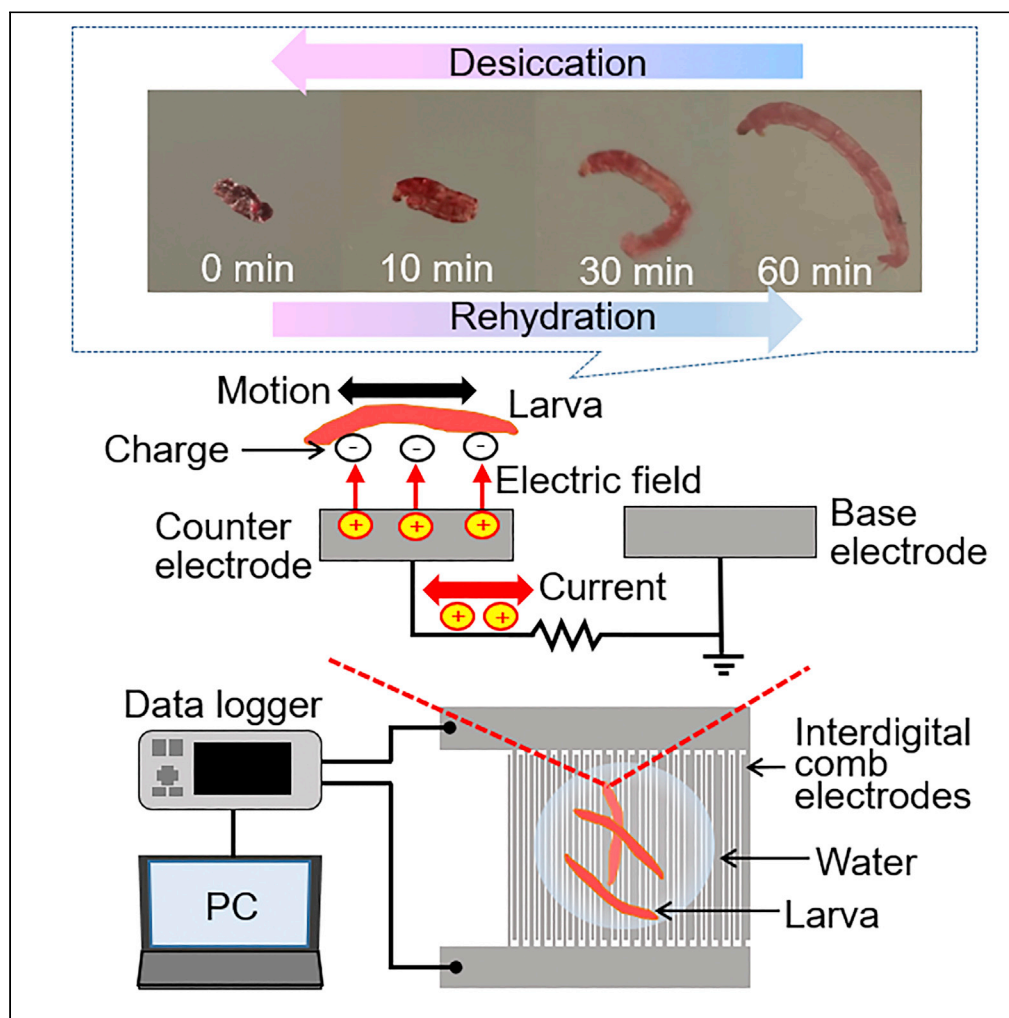 Desiccation
0 min
10 min
30 min
60 min
Rehydration
Motion
Larva
Charge
- - -
Electric field
+ + +
Counter
electrode
Base
electrode
Current
+ +
Data logger
PC
Interdigital
comb
electrodes
Water
Larva